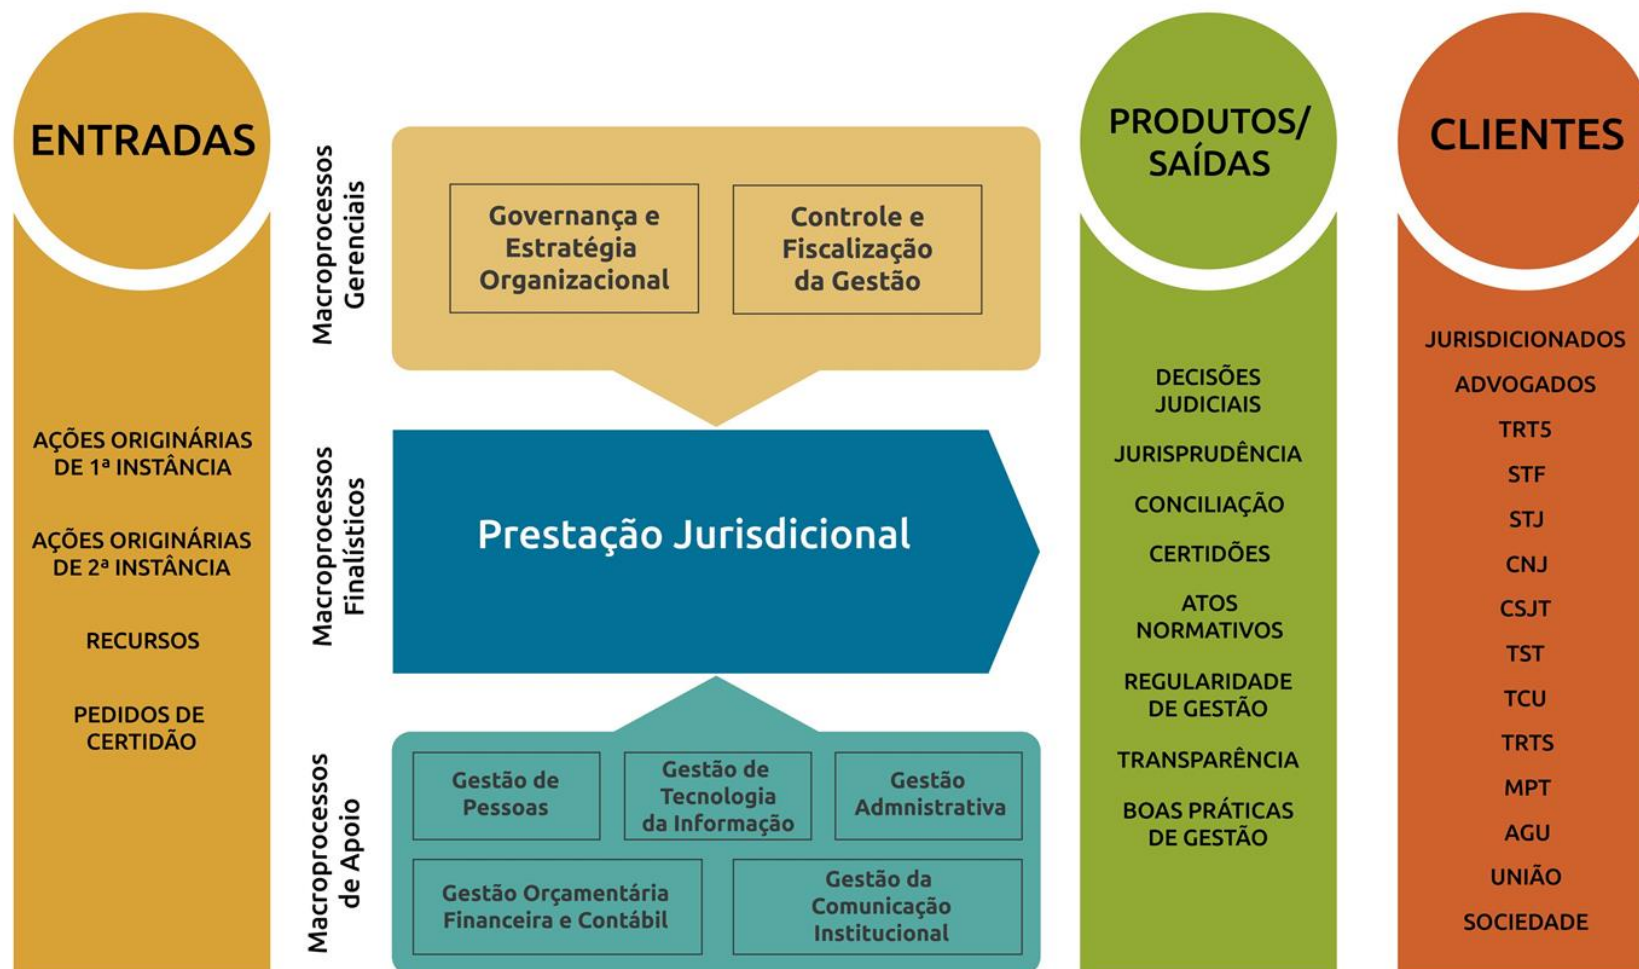 ENTRADAS
AÇÕES ORIGINÁRIAS
DE 1ª INSTÂNCIA
AÇÕES ORIGINÁRIAS
DE 2ª INSTÂNCIA
RECURSOS
PEDIDOS DE
CERTIDÃO
Macroprocessos
Gerenciais
Governança e
Estratégia
Organizacional
Controle e
Fiscalização
da Gestão
Macroprocessos
Finalísticos
Prestação Jurisdicional
Macroprocessos
de Apoio
Gestão de
Pessoas
Gestão de
Tecnologia
da Informação
Gestão
Admnistrativa
Gestão Orçamentária
Financeira e Contábil
Gestão da
Comunicação
Institucional
PRODUTOS/
SAÍDAS
DECISÕES
JUDICIAIS
JURISPRUDÊNCIA
CONCILIAÇÃO
CERTIDÕES
ATOS
NORMATIVOS
REGULARIDADE
DE GESTÃO
TRANSPARÊNCIA
BOAS PRÁTICAS
DE GESTÃO
CLIENTES
JURISDICIONADOS
ADVOGADOS
TRT5
STF
STJ
CNJ
CSJT
TST
TCU
TRTS
MPT
AGU
UNIÃO
SOCIEDADE